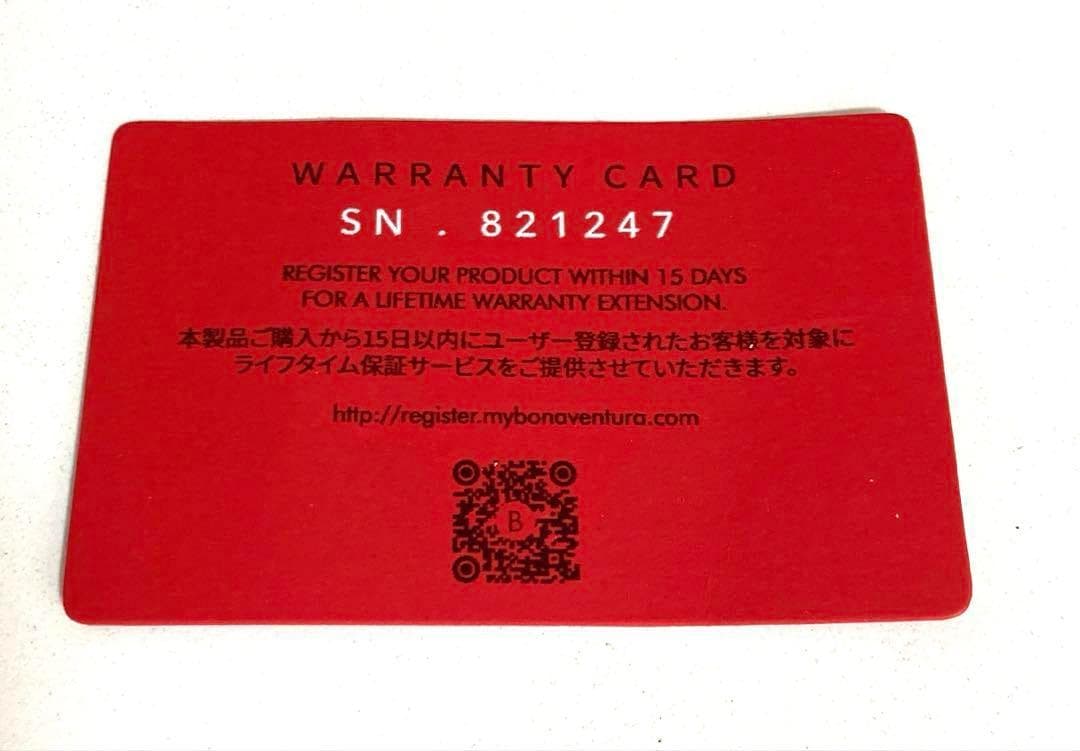 WARRANTY CARD
SN . 821247
REGISTER YOUR PRODUCT WITHIN 15 DAYS
FOR A LIFETIME WARRANTY EXTENSION.
本製品ご購入から15日以内にユーザー登録されたお客様を対象に
ライフタイム保証サービスをご提供させていただきます。
http://register.mybonaventura.com
B